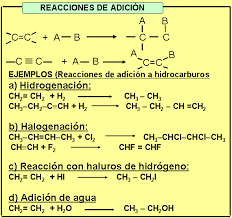 REACCIONES DE ADICIÓN
C=C + A—B → A B
C—C
—C ≡ C— + A—B → A C=C B
EJEMPLOS (Reacciones de adición a hidrocarburos
a) Hidrogenación:
CH₂= CH₂ + H₂ → CH₃ – CH₃
CH₃–CH₂–C=CH + H₂ → CH₃ – CH₂ – CH =CH₂
b) Halogenación:
CH₃–CH=CH–CH₃ + Cl₂ → CH₃–CHCl–CHCl–CH₃
CH=CH + F₂ → CHF = CHF
c) Reacción con haluros de hidrógeno:
CH₂= CH₂ + HI → CH₃ – CH₂I
d) Adición de agua
CH₂= CH₂ + H₂O → CH₃ – CH₂OH